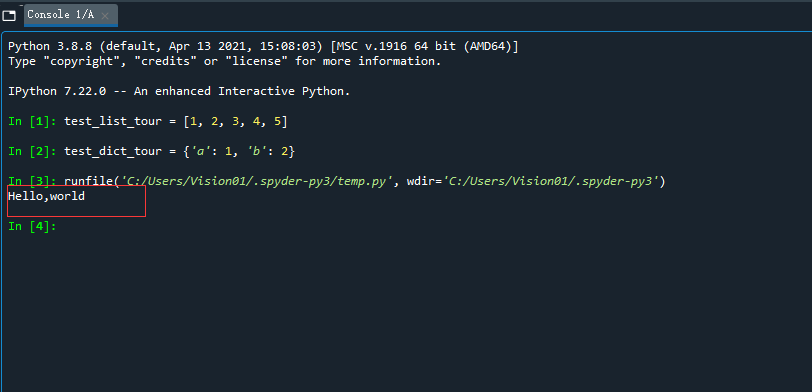 Console 1/A
Python 3.8.8 (default, Apr 13 2021, 15:08:03) [MSC v.1916 64 bit (AMD64)]
Type "copyright", "credits" or "license" for more information.
IPython 7.22.0 -- An enhanced Interactive Python.
In [1]: test_list_tour = [1, 2, 3, 4, 5]
In [2]: test_dict_tour = {'a': 1, 'b': 2}
In [3]: runfile('C:/Users/Vision01/.spyder-py3/temp.py', wdir='C:/Users/Vision01/.spyder-py3')
Hello,world
In [4]: